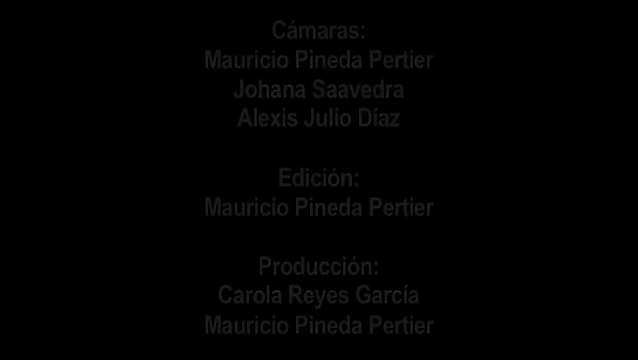 Cámaras:
Mauricio Pineda Pertier
Johana Saavedra
Alexis Julio Díaz
Edición:
Mauricio Pineda Pertier
Producción:
Carola Reyes García
Mauricio Pineda Pertier